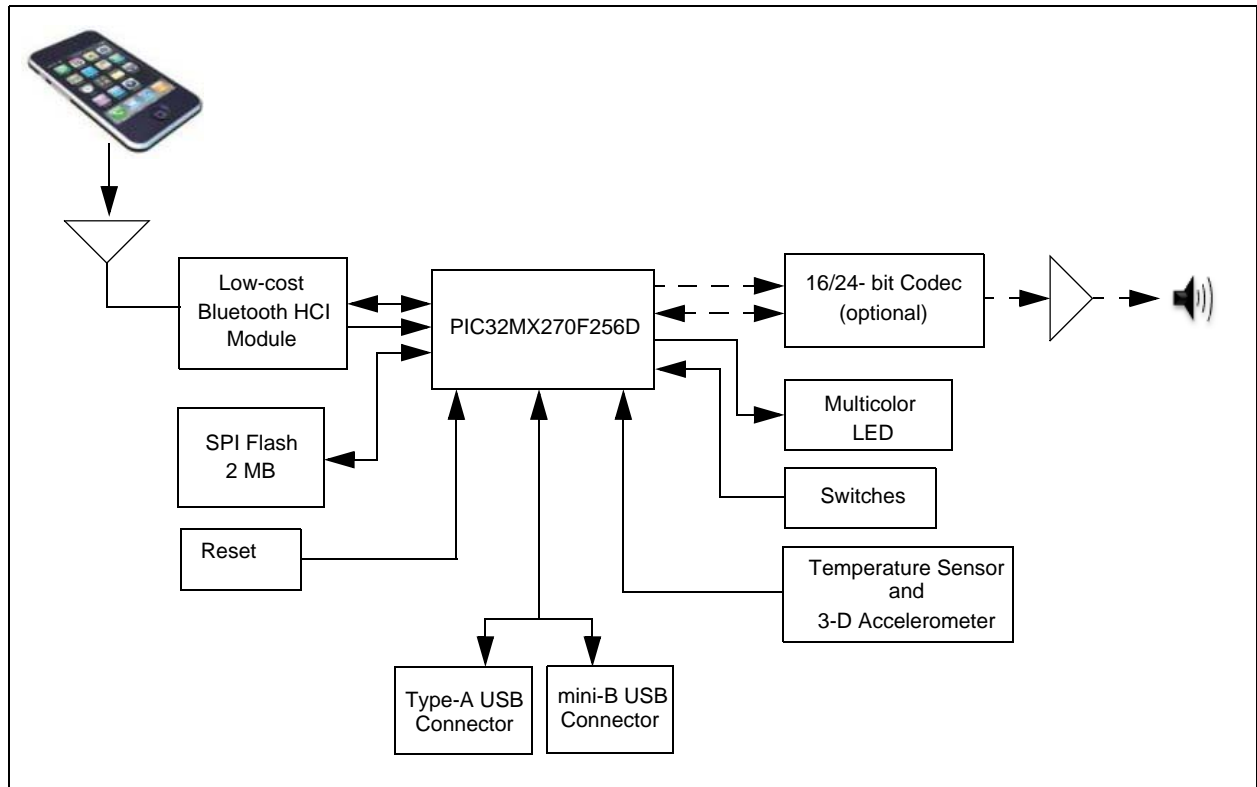 Low-cost
Bluetooth HCI
Module
PIC32MX270F256D
16/24- bit Codec
(optional)
SPI Flash
2 MB
Multicolor
LED
Switches
Reset
Temperature Sensor
and
3-D Accelerometer
Type-A USB
Connector
mini-B USB
Connector